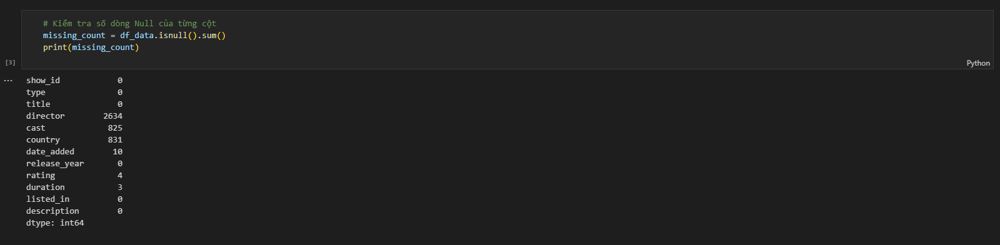 # Kiểm tra số dòng Null của từng cột
missing_count = df_data.isnull().sum()
print(missing_count)
[3]
Python
...
show_id 0
type 0
title 0
director 2634
cast 825
country 831
date_added 10
release_year 0
rating 4
duration 3
listed_in 0
description 0
dtype: int64